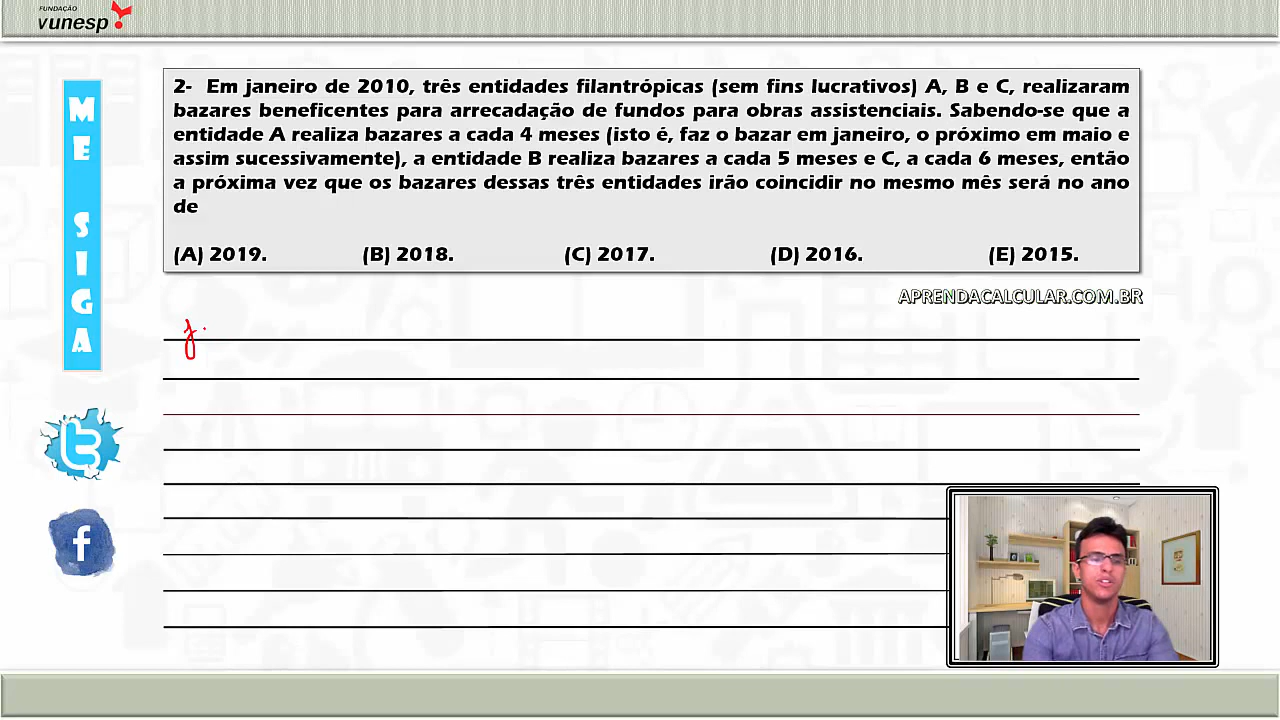 FUNDAÇÃO
vunesp
2- Em janeiro de 2010, três entidades filantrópicas (sem fins lucrativos) A, B e C, realizaram
bazares beneficentes para arrecadação de fundos para obras assistenciais. Sabendo-se que a
entidade A realiza bazares a cada 4 meses (isto é, faz o bazar em janeiro, o próximo em maio e
assim sucessivamente), a entidade B realiza bazares a cada 5 meses e C, a cada 6 meses, então
a próxima vez que os bazares dessas três entidades irão coincidir no mesmo mês será no ano
de
(A) 2019. (B) 2018. (C) 2017. (D) 2016. (E) 2015.
APRENDACALCULAR.COM.BR
j
ME SIGA
t
f